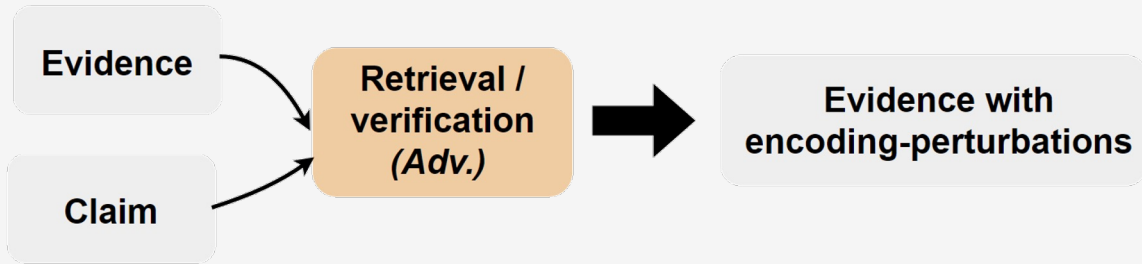 Evidence
Claim
Retrieval /
verification
(Adv.)
Evidence with
encoding-perturbations